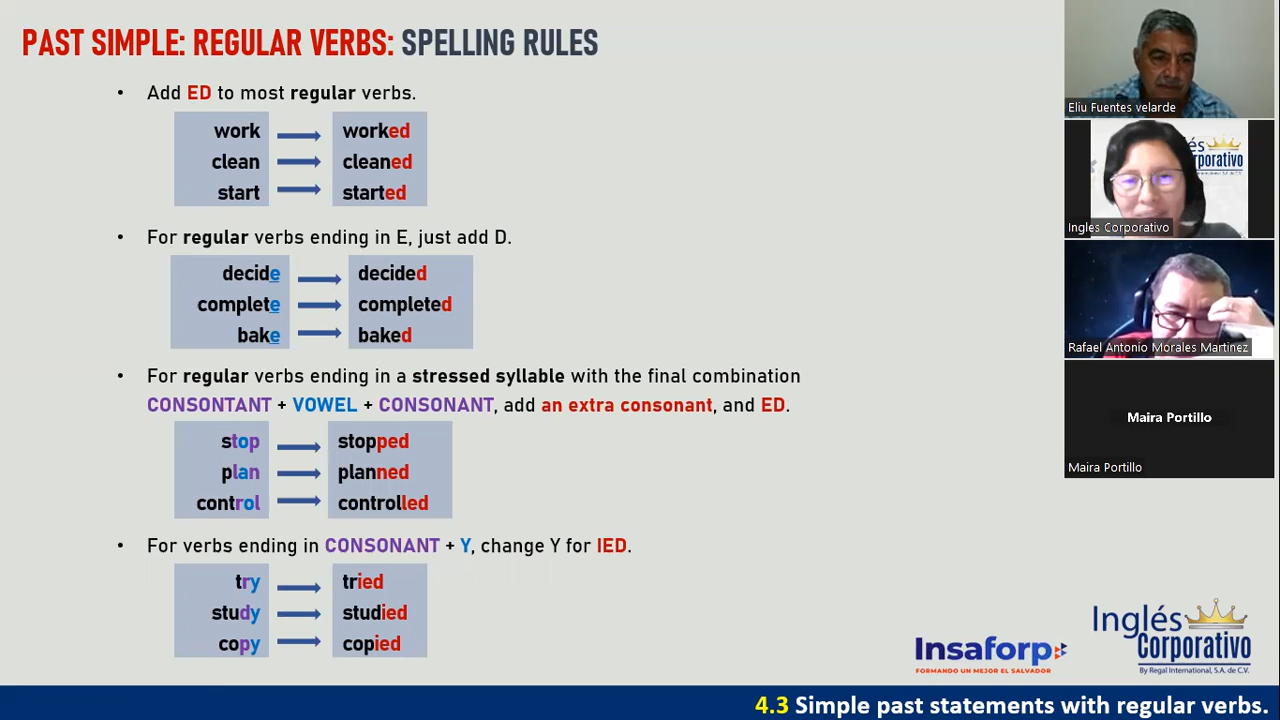 PAST SIMPLE: REGULAR VERBS: SPELLING RULES
• Add ED to most regular verbs.
work worked
clean cleaned
start started
• For regular verbs ending in E, just add D.
decide decided
complete completed
bake baked
• For regular verbs ending in a stressed syllable with the final combination
CONSONTANT + VOWEL + CONSONANT, add an extra consonant, and ED.
stop stopped
plan planned
control controlled
• For verbs ending in CONSONANT + Y, change Y for IED.
try tried
study studied
copy copied
Insaforp
FORMANDO UN MEJOR EL SALVADOR
Inglés
Corporativo
By Regal International, S.A. de C.V.
4.3 Simple past statements with regular verbs.
Eliu Fuentes velarde
Ingles Corporativo
Rafael Antonio Morales Martinez
Maira Portillo
Maira Portillo